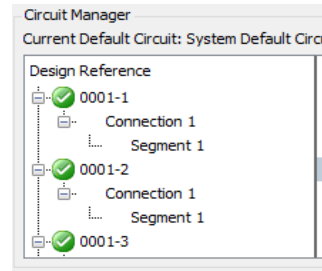 Circuit Manager
Current Default Circuit: System Default Circ
Design Reference
0001-1
Connection 1
Segment 1
0001-2
Connection 1
Segment 1
0001-3